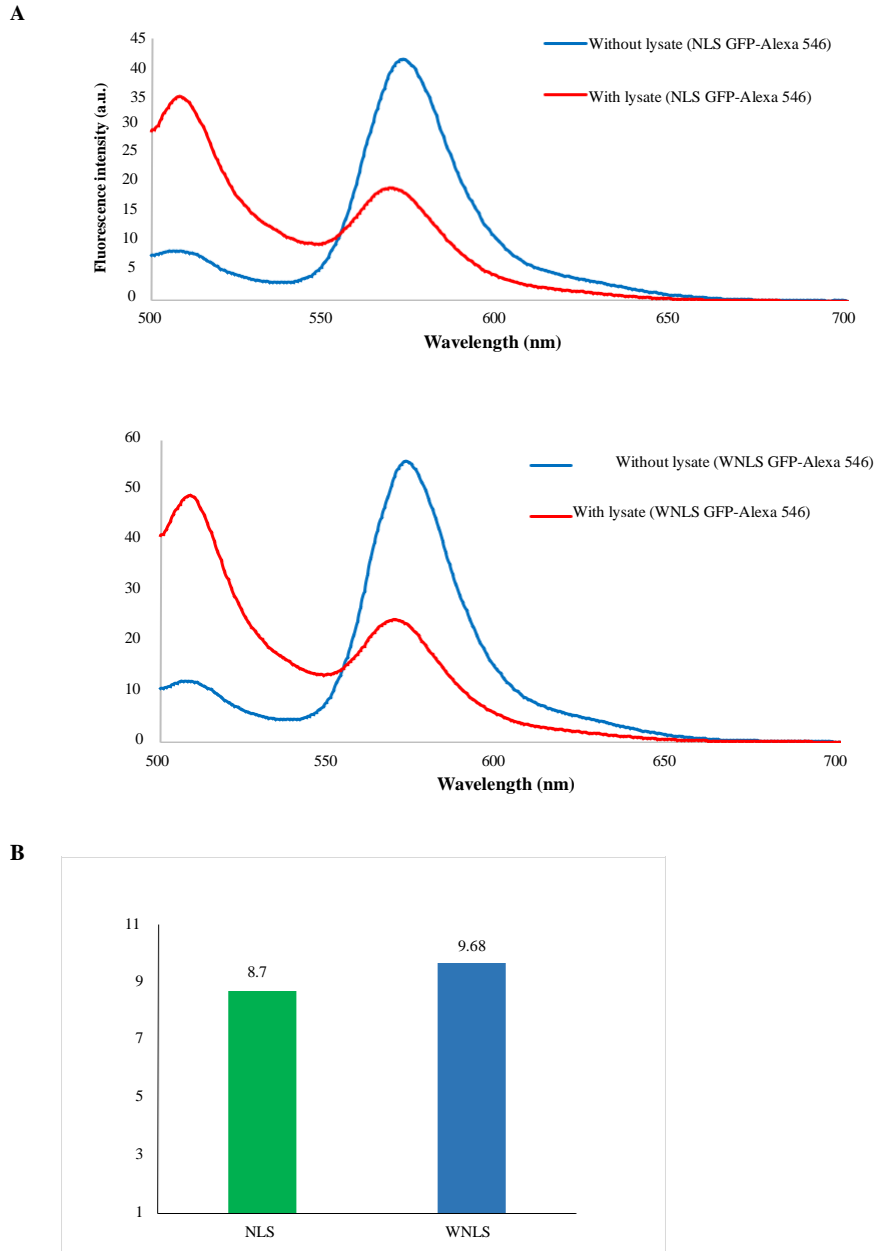 A
45
40
35
30
25
20
15
10
5
0
Fluorescence intensity (a.u.)
Without lysate (NLS GFP-Alexa 546)
With lysate (NLS GFP-Alexa 546)
500 550 600 650 700
Wavelength (nm)
60
50
40
30
20
10
0
Without lysate (WNLS GFP-Alexa 546)
With lysate (WNLS GFP-Alexa 546)
500 550 600 650 700
Wavelength (nm)
B
11
9
7
5
3
1
8.7
9.68
NLS WNLS